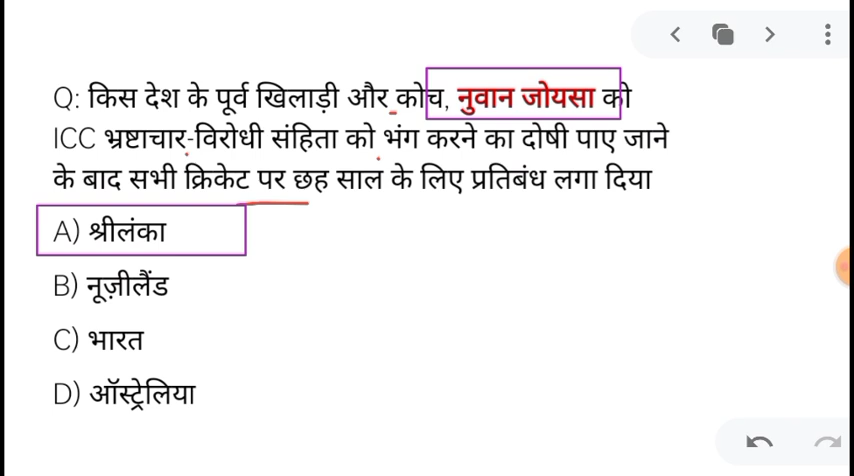 Q: किस देश के पूर्व खिलाड़ी और कोच, नुवान जोयसा को
ICC भ्रष्टाचार-विरोधी संहिता को भंग करने का दोषी पाए जाने
के बाद सभी क्रिकेट पर छह साल के लिए प्रतिबंध लगा दिया
A) श्रीलंका
B) नूज़ीलैंड
C) भारत
D) ऑस्ट्रेलिया